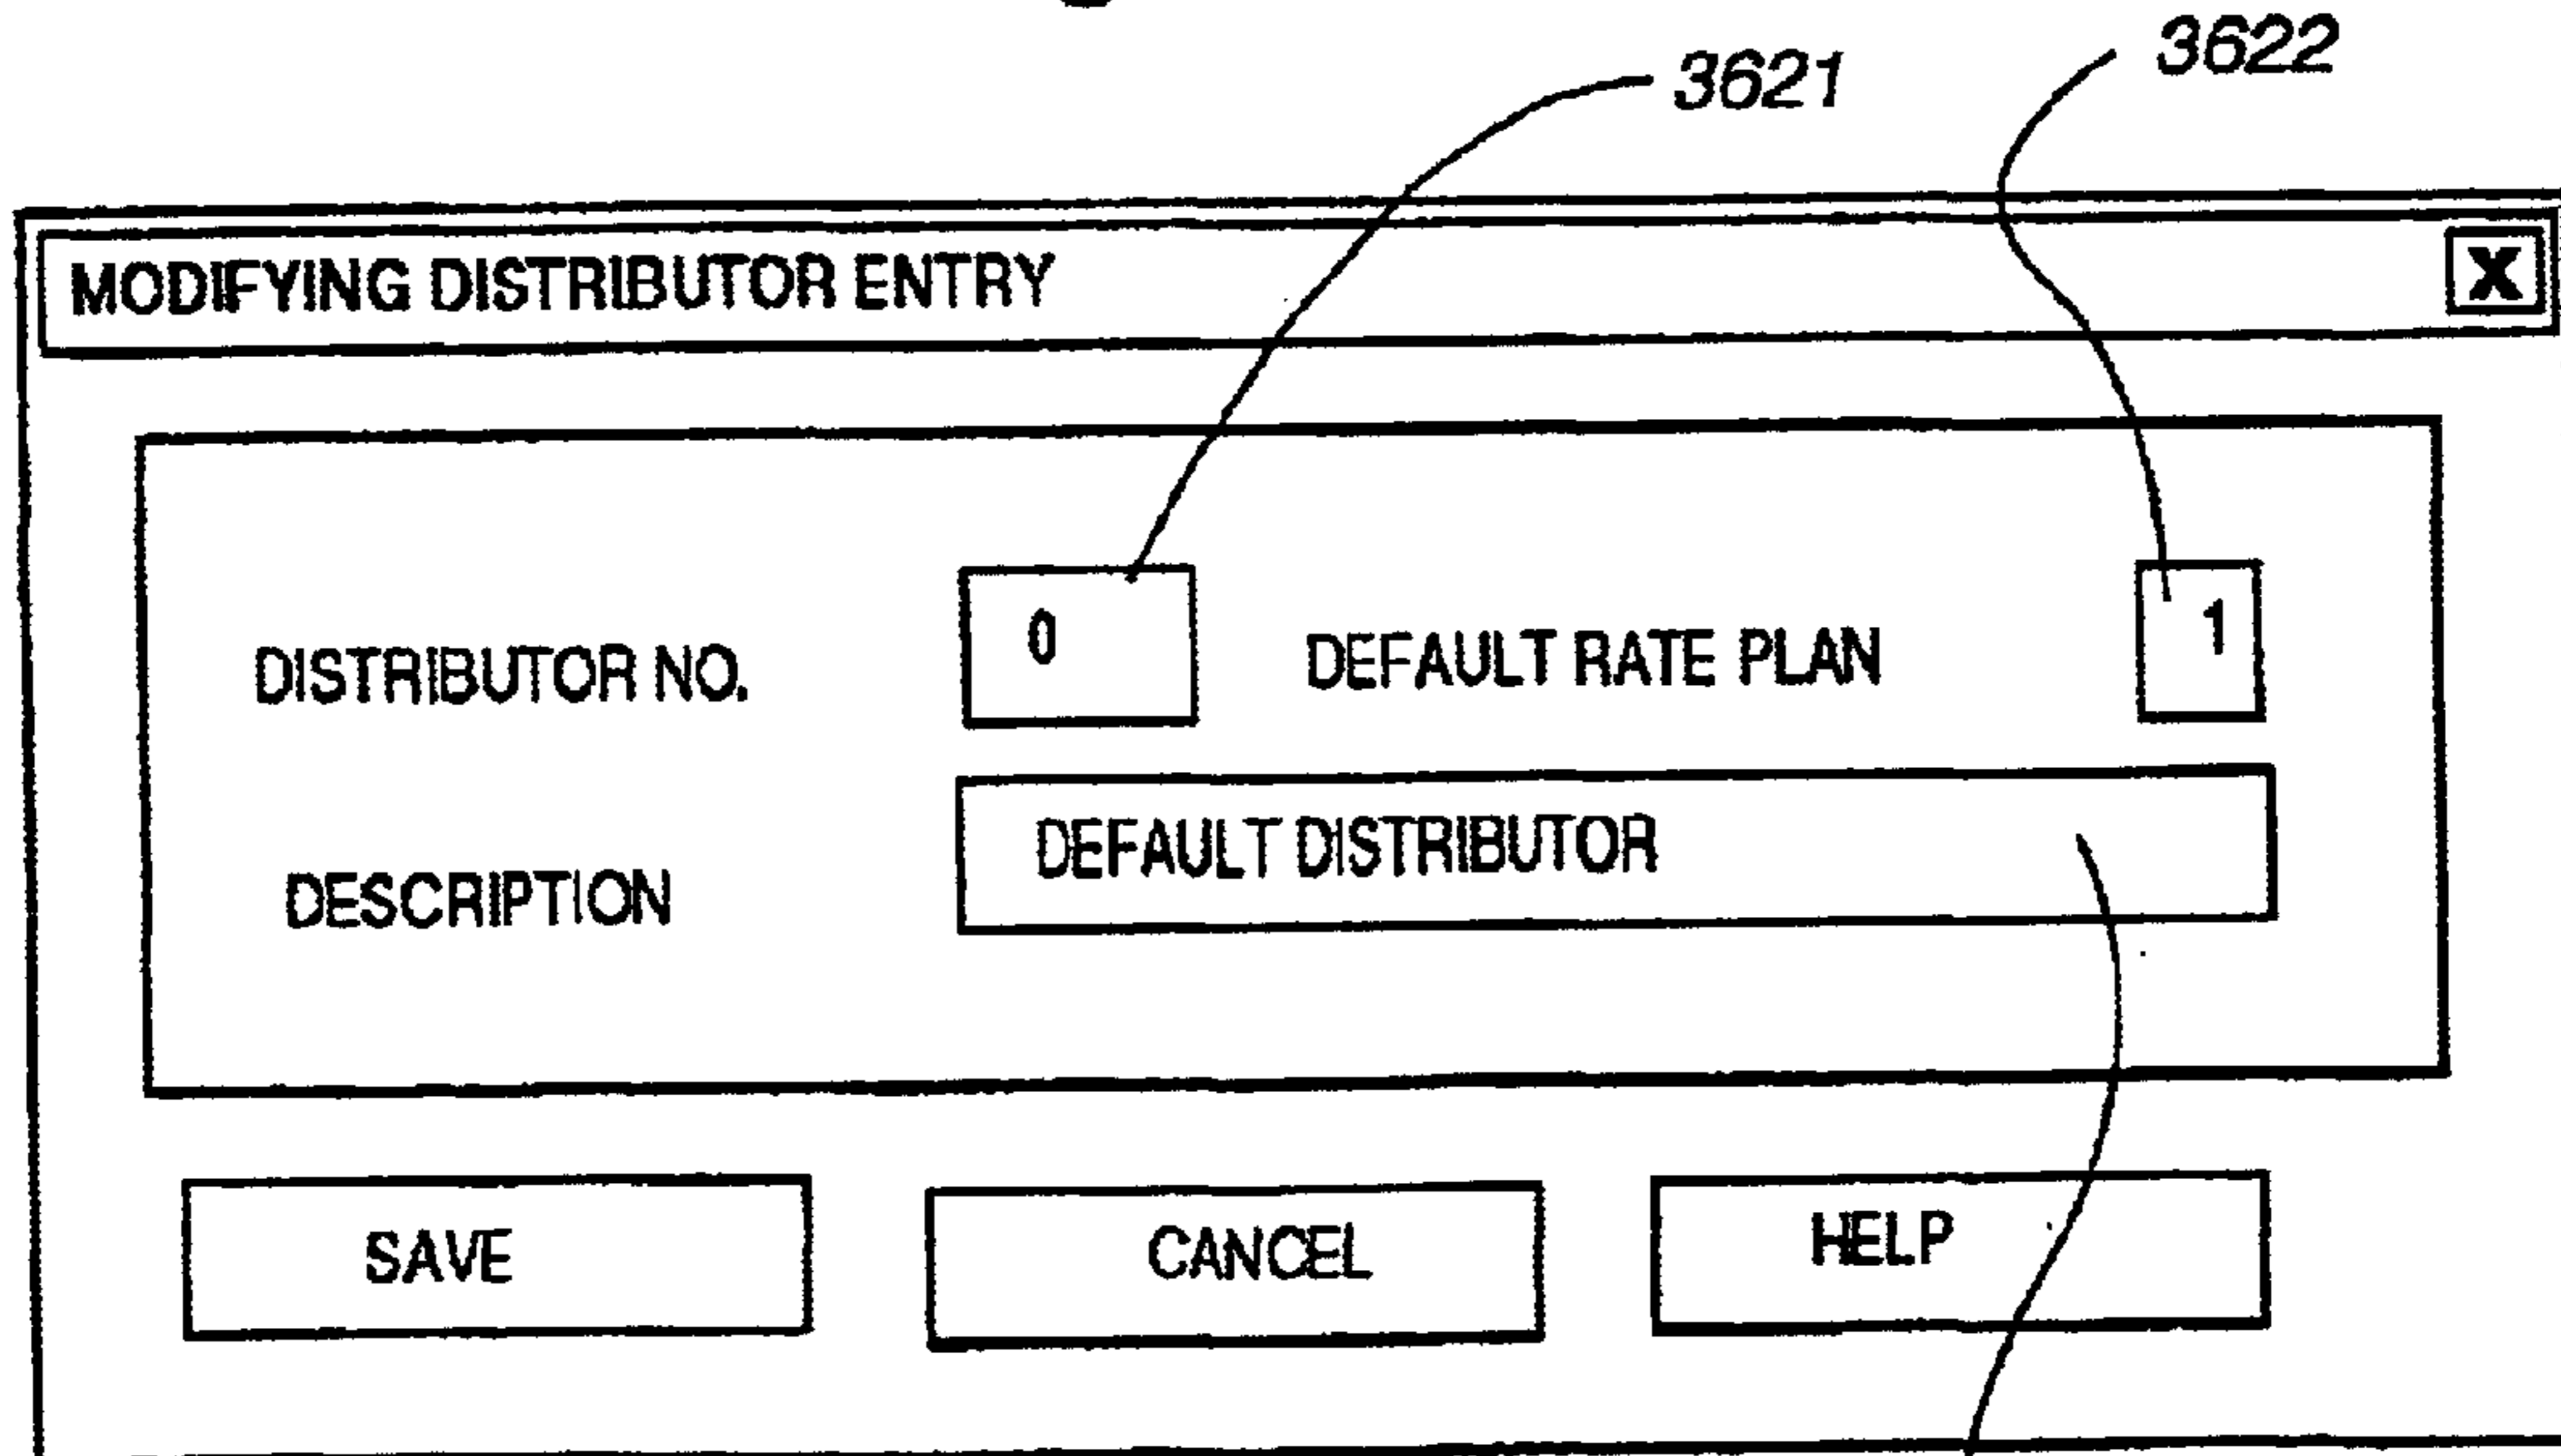 3621 3622
MODIFYING DISTRIBUTOR ENTRY X
DISTRIBUTOR NO. 0 DEFAULT RATE PLAN 1
DESCRIPTION DEFAULT DISTRIBUTOR
SAVE CANCEL HELP